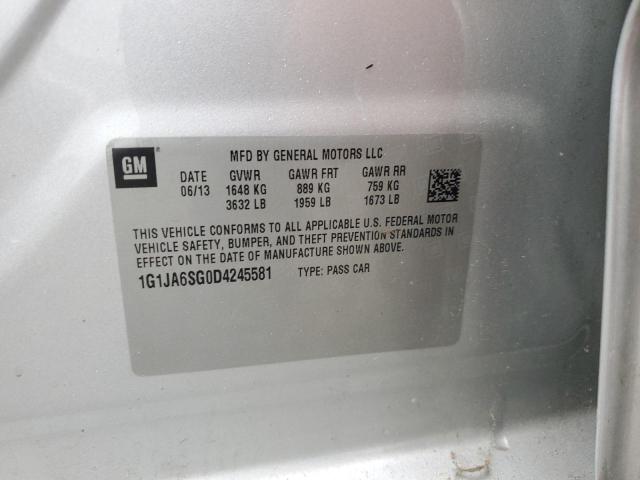 GM
MFD BY GENERAL MOTORS LLC
DATE GVWR GAWR FRT GAWR RR
06/13 1648 KG 889 KG 759 KG
3632 LB 1959 LB 1673 LB
THIS VEHICLE CONFORMS TO ALL APPLICABLE U.S. FEDERAL MOTOR
VEHICLE SAFETY, BUMPER, AND THEFT PREVENTION STANDARDS IN
EFFECT ON THE DATE OF MANUFACTURE SHOWN ABOVE.
1G1JA6SG0D4245581 TYPE: PASS CAR